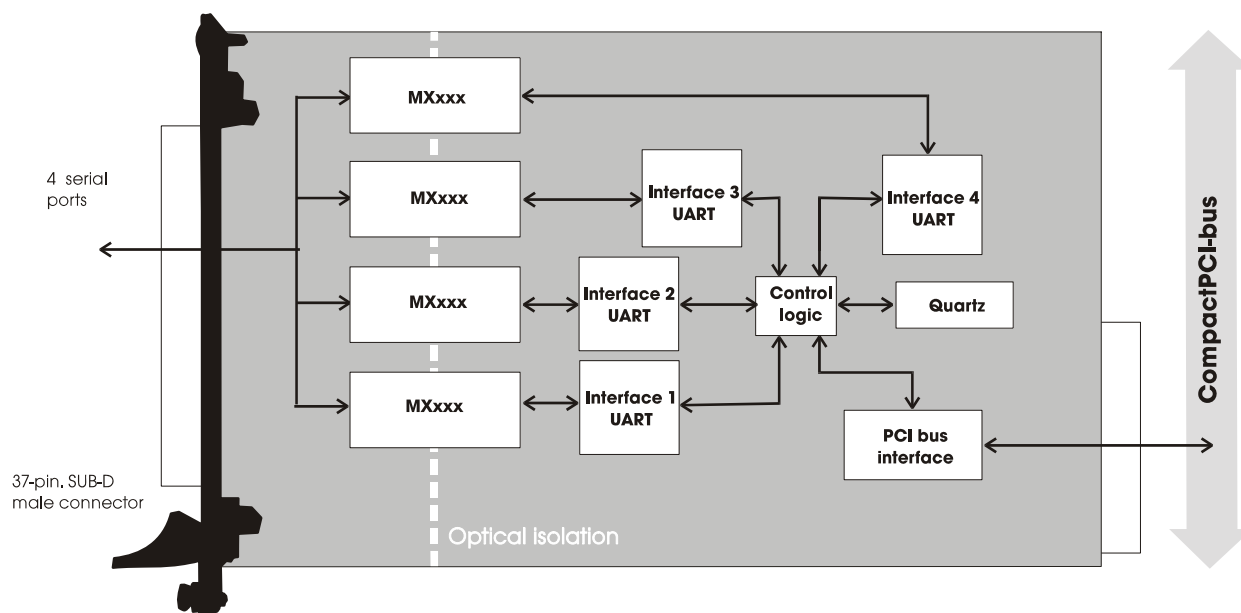 MXxxx
4 serial
ports
MXxxx
Interface 3
UART
Interface 4
UART
MXxxx
Interface 2
UART
Control
logic
Quartz
CompactPCI-bus
MXxxx
Interface 1
UART
PCI bus
interface
37-pin, SUB-D
male connector
Optical isolation